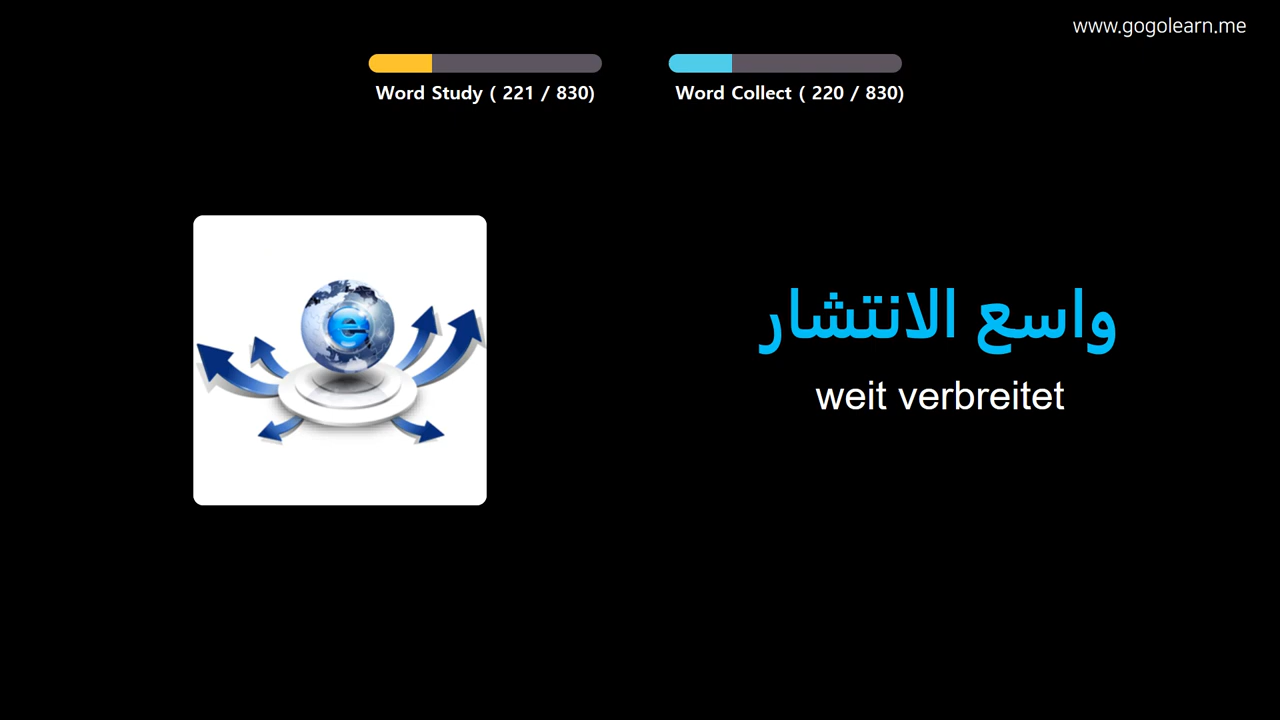 www.gogolearn.me
Word Study ( 221 / 830)
Word Collect ( 220 / 830)
e
واسع الانتشار
weit verbreitet